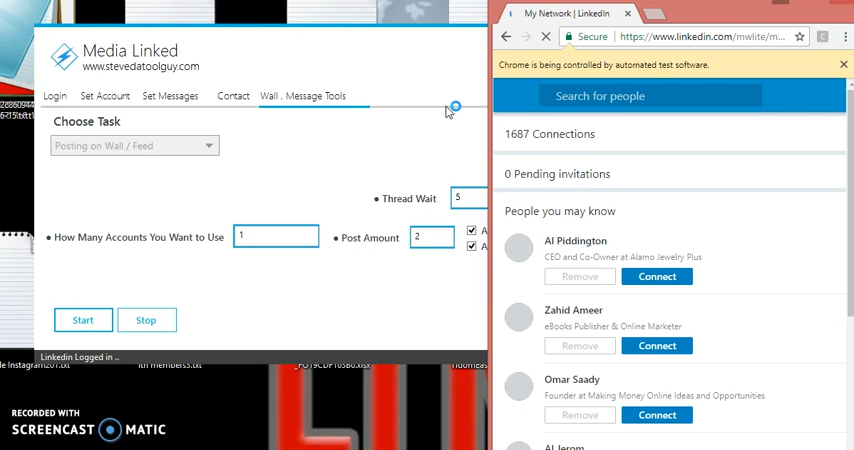 Media Linked
www.stevedatoolguy.com
Login
Set Account
Set Messages
Contact
Wall , Message Tools
Choose Task
Posting on Wall / Feed
• Thread Wait
5
• How Many Accounts You Want to Use
1
• Post Amount
2
A
A
Start
Stop
Linkedin Logged in ..
RECORDED WITH
SCREENCAST MATIC
My Network | LinkedIn
Secure
https://www.linkedin.com/mwlite/m...
C
Chrome is being controlled by automated test software.
Search for people
1687 Connections
0 Pending invitations
People you may know
Al Piddington
CEO and Co-Owner at Alamo Jewelry Plus
Remove
Connect
Zahid Ameer
eBooks Publisher & Online Marketer
Remove
Connect
Omar Saady
Founder at Making Money Online Ideas and Opportunities
Remove
Connect
Al Jerom